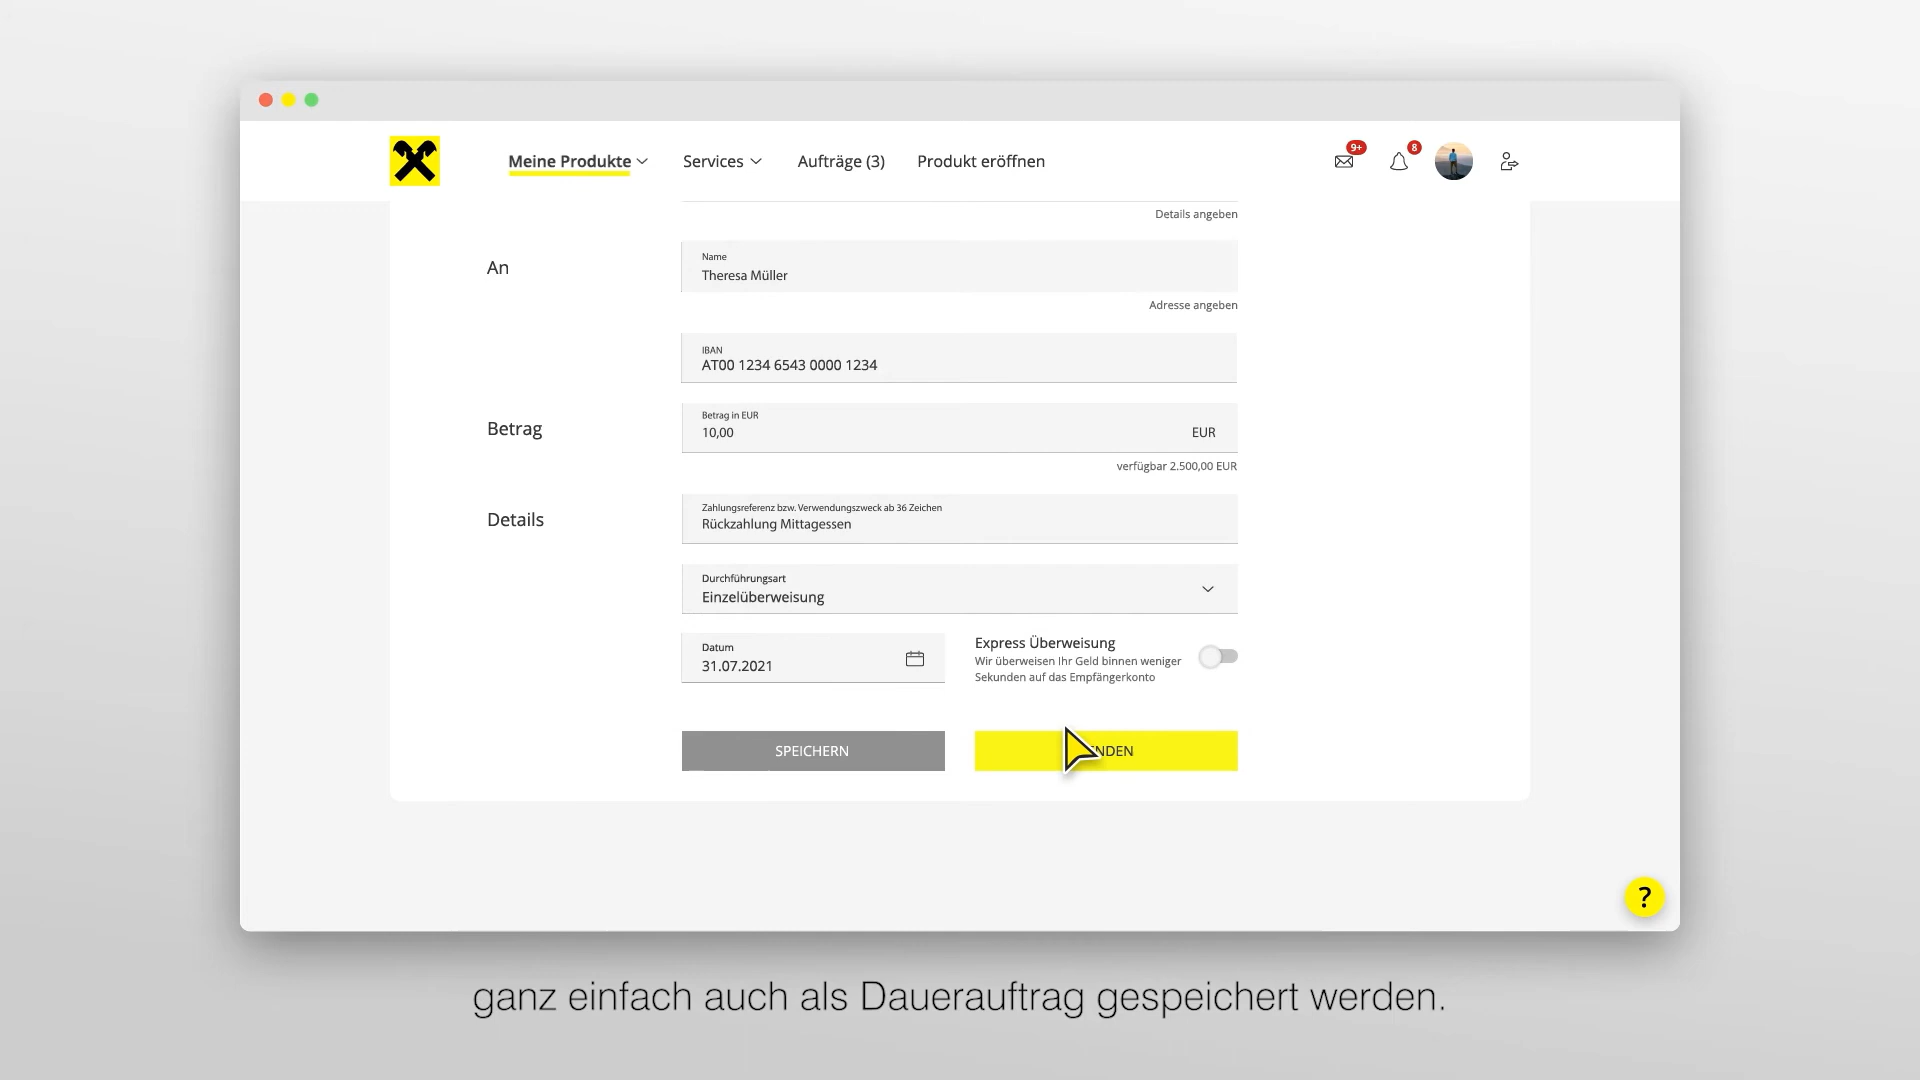 Meine Produkte
Services
Aufträge (3)
Produkt eröffnen
9+
8
Details angeben
An
Name
Theresa Müller
Adresse angeben
IBAN
AT00 1234 6543 0000 1234
Betrag
Betrag in EUR
10,00
EUR
verfügbar 2.500,00 EUR
Details
Zahlungsreferenz bzw. Verwendungszweck ab 36 Zeichen
Rückzahlung Mittagessen
Durchführungsart
Einzelüberweisung
Datum
31.07.2021
Express Überweisung
Wir überweisen Ihr Geld binnen weniger
Sekunden auf das Empfängerkonto
SPEICHERN
NDEN
?
ganz einfach auch als Dauerauftrag gespeichert werden.